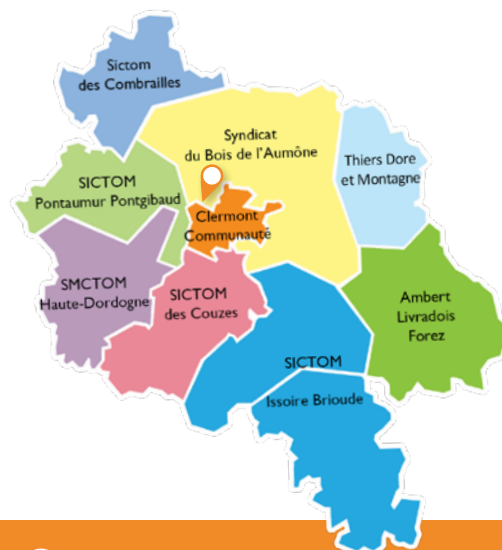 Sictom
des Combrailles
Syndicat
du Bois de l'Aumône
Thiers Dore
et Montagne
SICTOM
Pontaumur Pontgibaud
Clermont
Communauté
SMCTOM
Haute-Dordogne
SICTOM
des Couzes
Ambert
Livradois
Forez
SICTOM
Issoire Brioude